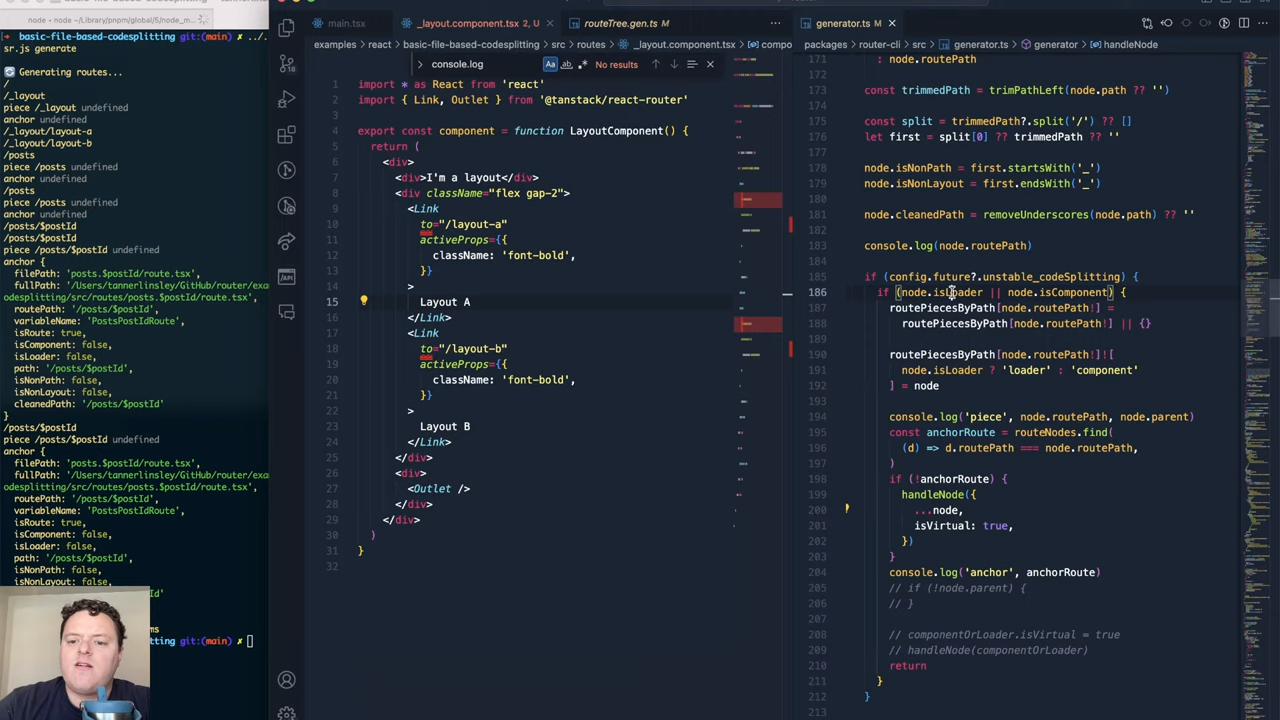 node • node ~/Library/pnpm/global/5/node_m...
basic-file-based-codesplitting git:(main) ✗ ../.
sr.js generate
Generating routes...
/
/_layout
piece /_layout undefined
anchor undefined
/_layout/layout-a
/_layout/layout-b
/posts
piece /posts undefined
anchor undefined
/posts
piece /posts undefined
anchor undefined
/posts/$postId
/posts/$postId
piece /posts/$postId undefined
anchor {
filePath: 'posts.$postId/route.tsx',
fullPath: '/Users/tannerlinsley/GitHub/router/exa
odesplitting/src/routes/posts.$postId/route.tsx',
routePath: '/posts/$postId',
variableName: 'PostsPostIdRoute',
isRoute: true,
isComponent: false,
isLoader: false,
path: '/posts/$postId',
isNonPath: false,
isNonLayout: false,
cleanedPath: '/posts/$postId'
}
/posts/$postId
piece /posts/$postId undefined
anchor {
filePath: 'posts.$postId/route.tsx',
fullPath: '/Users/tannerlinsley/GitHub/router/exa
odesplitting/src/routes/posts.$postId/route.tsx',
routePath: '/posts/$postId',
variableName: 'PostsPostIdRoute',
isRoute: true,
isComponent: false,
isLoader: false,
path: '/posts/$postId',
isNonPath: false,
isNonLayout: false,
git:(main) ✗
main.tsx
_layout.component.tsx 2, U
routeTree.gen.ts M
examples > react > basic-file-based-codesplitting > src > routes > _layout.component.tsx > compo
console.log
Aa ab .* No results
1 import * as React from 'react'
2 import { Link, Outlet } from '@tanstack/react-router'
3
4 export const component = function LayoutComponent() {
5 return (
6 <div>
7 <div>I'm a layout</div>
8 <div className="flex gap-2">
9 <Link
10 to="/layout-a"
11 activeProps={{
12 className: 'font-bold',
13 }}
14 >
15 Layout A
16 </Link>
17 <Link
18 to="/layout-b"
19 activeProps={{
20 className: 'font-bold',
21 }}
22 >
23 Layout B
24 </Link>
25 </div>
26 <div>
27 <Outlet />
28 </div>
29 </div>
30 )
31 }
32
generator.ts M
packages > router-cli > src > generator.ts > generator > handleNode
171 : node.routePath
172
173 const trimmedPath = trimPathLeft(node.path ?? '')
174
175 const split = trimmedPath?.split('/') ?? []
176 let first = split[0] ?? trimmedPath ?? ''
177
178 node.isNonPath = first.startsWith('_')
179 node.isNonLayout = first.endsWith('_')
180
181 node.cleanedPath = removeUnderscores(node.path) ?? ''
182
183 console.log(node.routePath)
184
185 if (config.future?.unstable_codeSplitting) {
186 if (node.isLoader || node.isComponent) {
187 routePiecesByPath[node.routePath!] =
188 routePiecesByPath[node.routePath!] || {}
189
190 routePiecesByPath[node.routePath!]![
191 node.isLoader ? 'loader' : 'component'
192 ] = node
193
194 console.log('piece', node.routePath, node.parent)
195 const anchorRoute = routeNodes.find(
196 (d) => d.routePath === node.routePath,
197 )
198 if (!anchorRoute) {
199 handleNode({
200 ...node,
201 isVirtual: true,
202 })
203 }
204 console.log('anchor', anchorRoute)
205 // if (!node.parent) {
206 // }
207
208 // componentOrLoader.isVirtual = true
209 // handleNode(componentOrLoader)
210 return
211 }
212 }
213